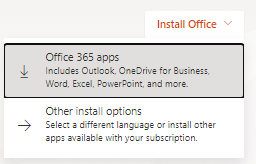 Install Office
Office 365 apps
Includes Outlook, OneDrive for Business,
Word, Excel, PowerPoint, and more.
Other install options
Select a different language or install other
apps available with your subscription.